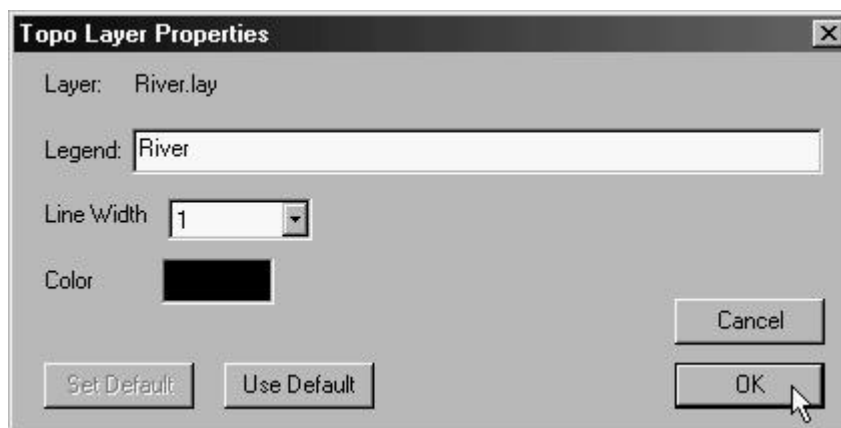 Topo Layer Properties
Layer: River.lay
Legend: River
Line Width 1
Color
Cancel
Set Default Use Default OK